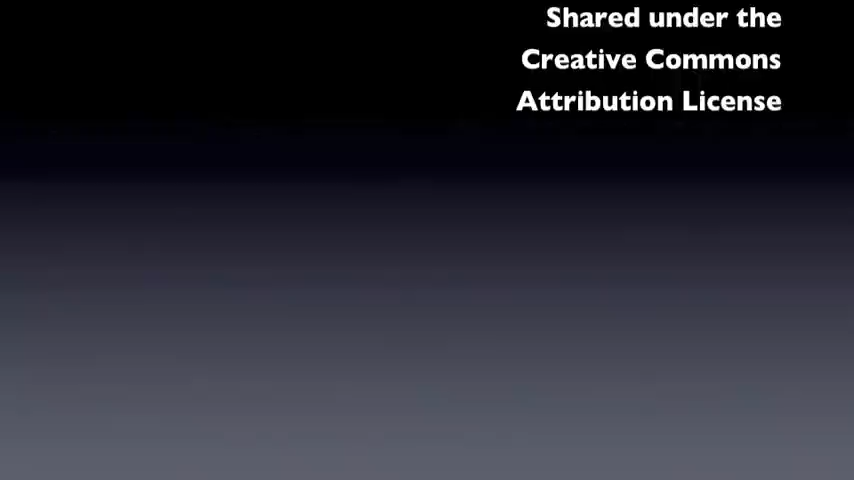 Shared under the
Creative Commons
Attribution License